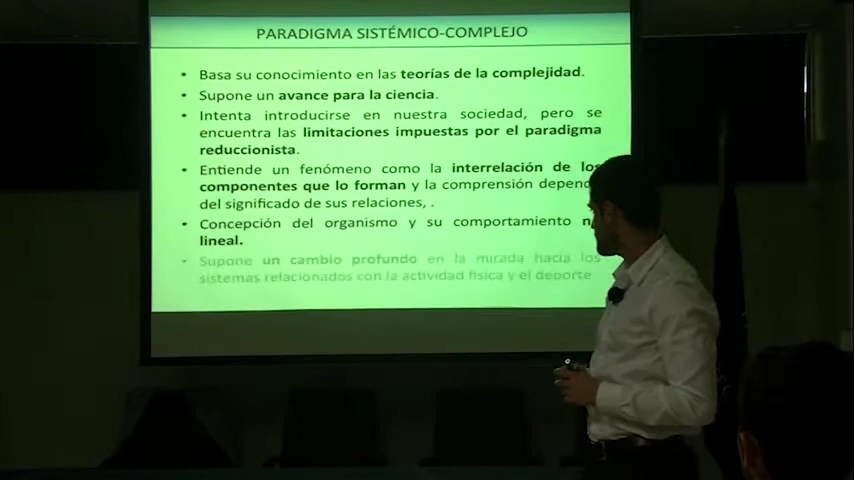 PARADIGMA SISTÉMICO-COMPLEJO
• Basa su conocimiento en las teorías de la complejidad.
• Supone un avance para la ciencia.
• Intenta introducirse en nuestra sociedad, pero se
encuentra las limitaciones impuestas por el paradigma
reduccionista.
• Entiende un fenómeno como la interrelación de los
componentes que lo forman y la comprensión depend
del significado de sus relaciones, .
• Concepción del organismo y su comportamiento n
lineal.
• Supone un cambio profundo en la mirada hacia los
sistemas relacionados con la actividad física y el deporte